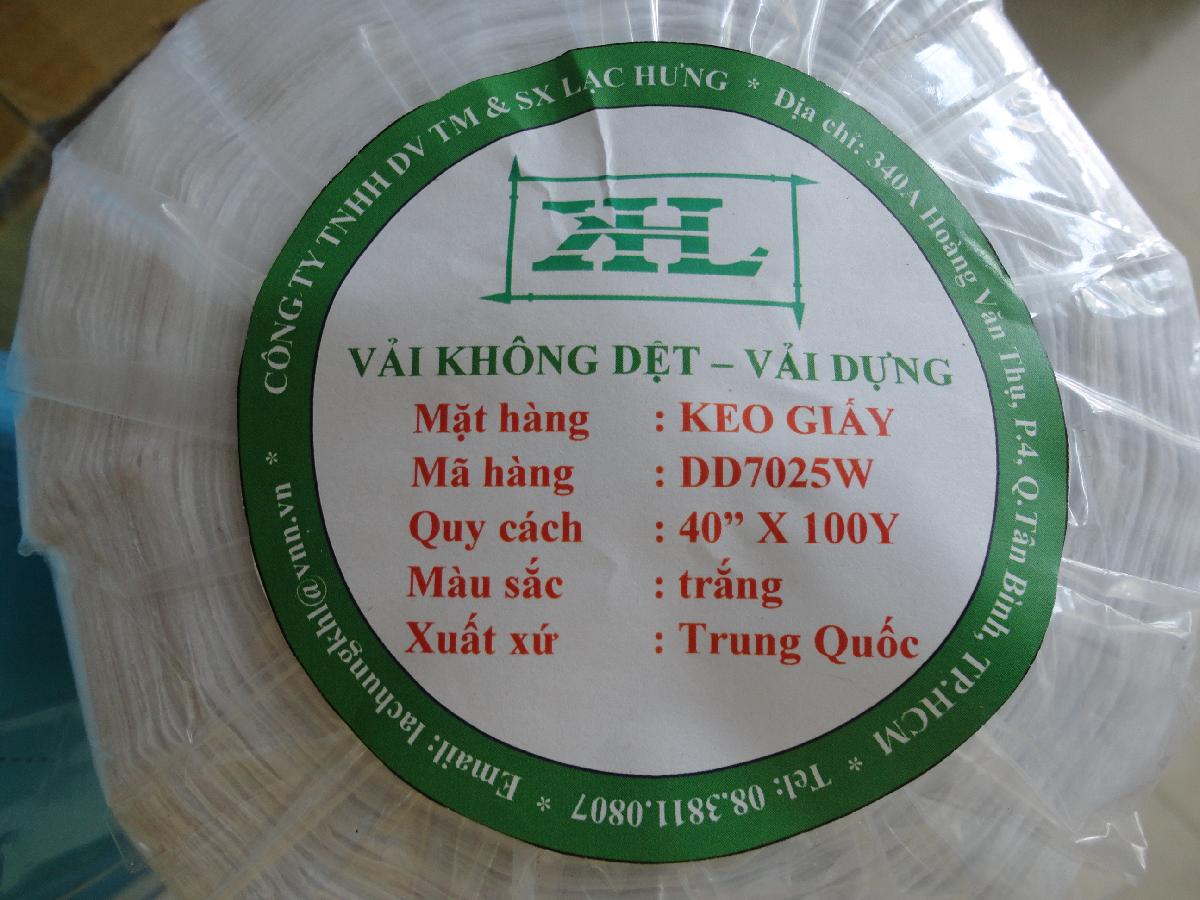 CÔNG TY TNHH DV TM & SX LẠC HƯNG * Địa chỉ: 340A Hoàng Văn Thụ, P.4, Q.Tân Bình, TP.HCM * Tel: 08.3811.0807 * Email: lachungkhl@vnn.vn *
KHL
VẢI KHÔNG DỆT – VẢI DỰNG
Mặt hàng : KEO GIẤY
Mã hàng : DD7025W
Quy cách : 40” X 100Y
Màu sắc : trắng
Xuất xứ : Trung Quốc